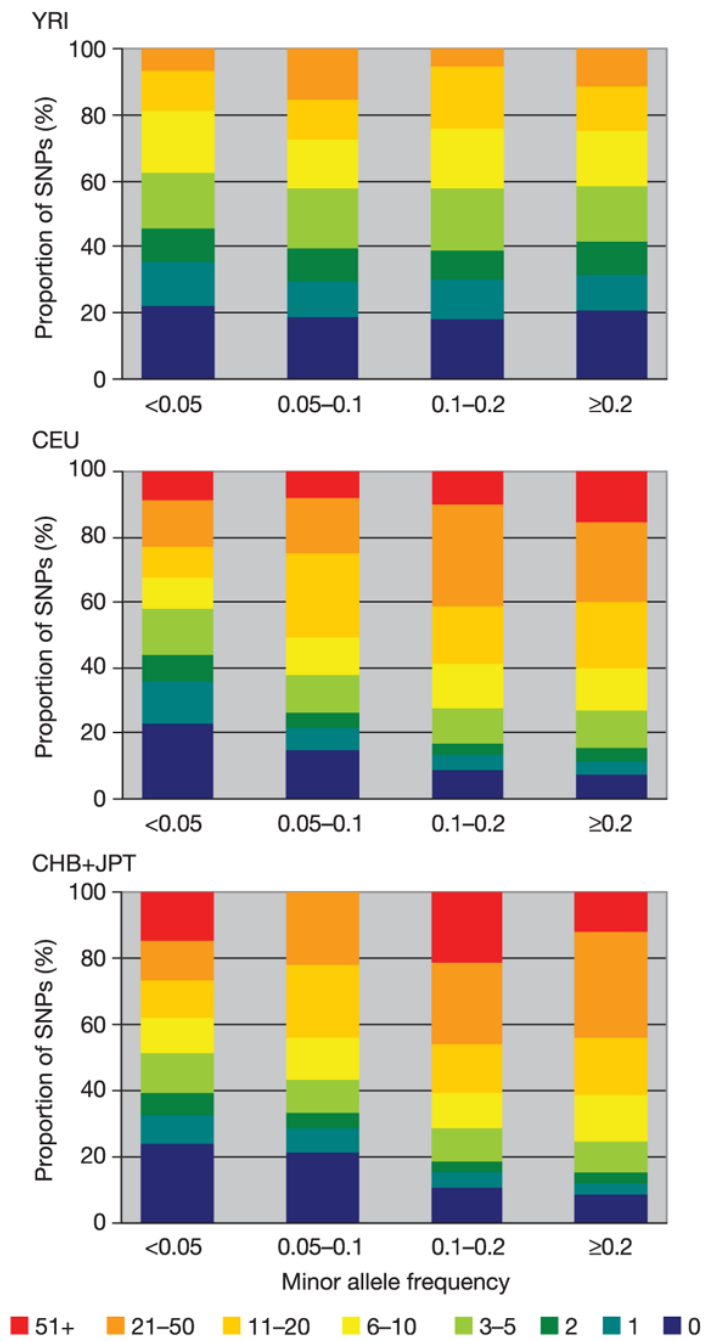 YRI
Proportion of SNPs (%)
100
80
60
40
20
0
<0.05 0.05–0.1 0.1–0.2 ≥0.2
CEU
Proportion of SNPs (%)
100
80
60
40
20
0
<0.05 0.05–0.1 0.1–0.2 ≥0.2
CHB+JPT
Proportion of SNPs (%)
100
80
60
40
20
0
<0.05 0.05–0.1 0.1–0.2 ≥0.2
Minor allele frequency
51+ 21–50 11–20 6–10 3–5 2 1 0